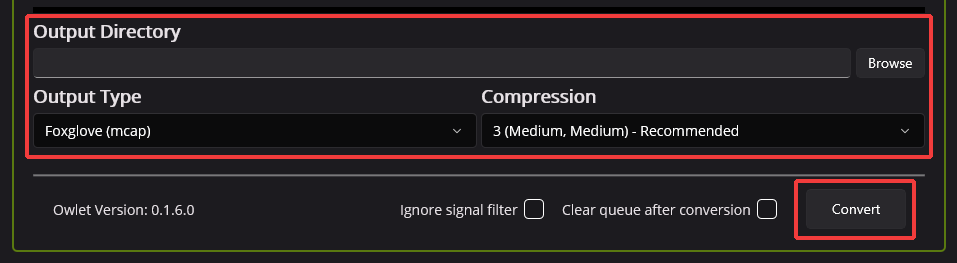 Output Directory
Browse
Output Type
Compression
Foxglove (mcap)
3 (Medium, Medium) - Recommended
Owlet Version: 0.1.6.0
Ignore signal filter
Clear queue after conversion
Convert